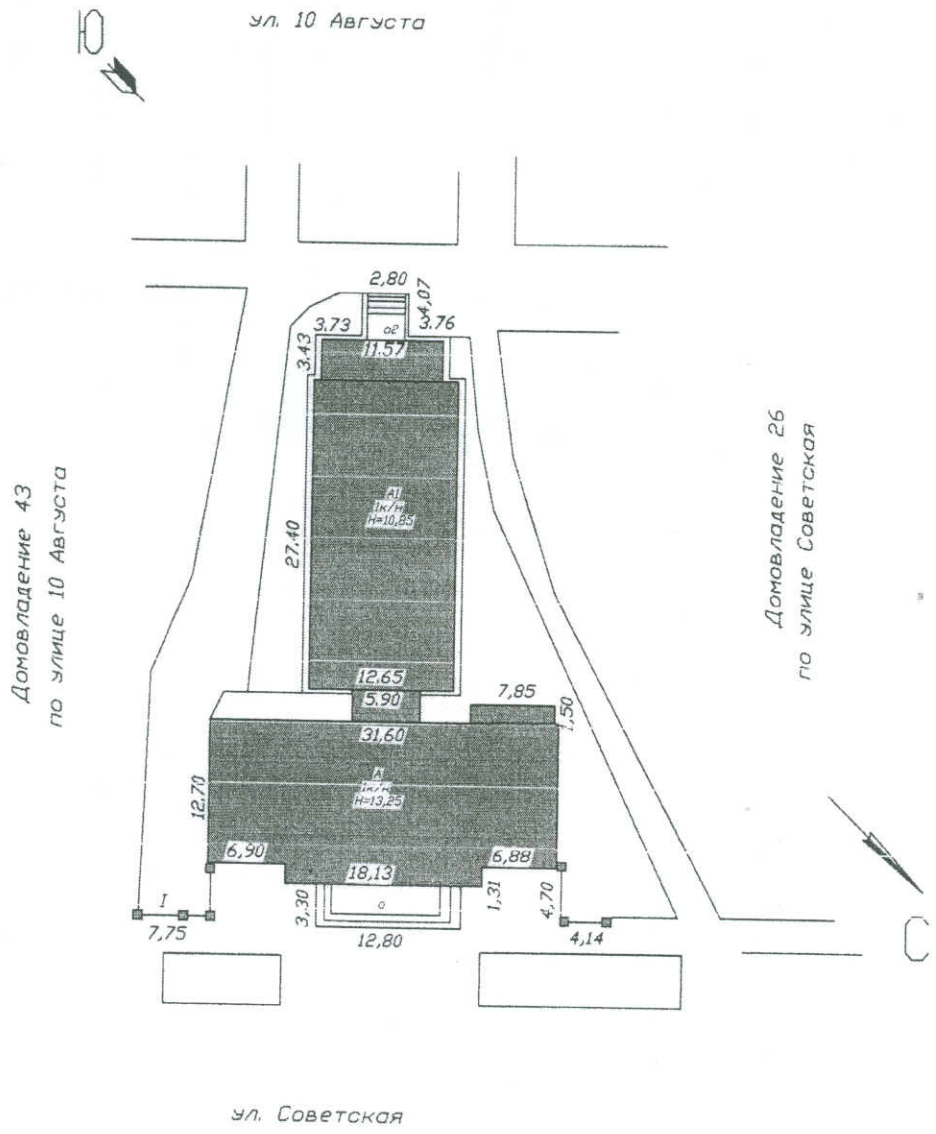 Ю
ул. 10 Августа
2,80
4,07
3.73
а2
3.76
3.43
11.57
А1
1к/н
Н=10,85
27.40
Домовладение 43
по улице 10 Августа
Домовладение 26
по улице Советская
12.65
5.90
7,85
1,50
31,60
А
1к/н
Н=13,25
12.70
6,90
6,88
18,13
а
3,30
1,31
4,70
I
7,75
12,80
4,14
С
ул. Советская